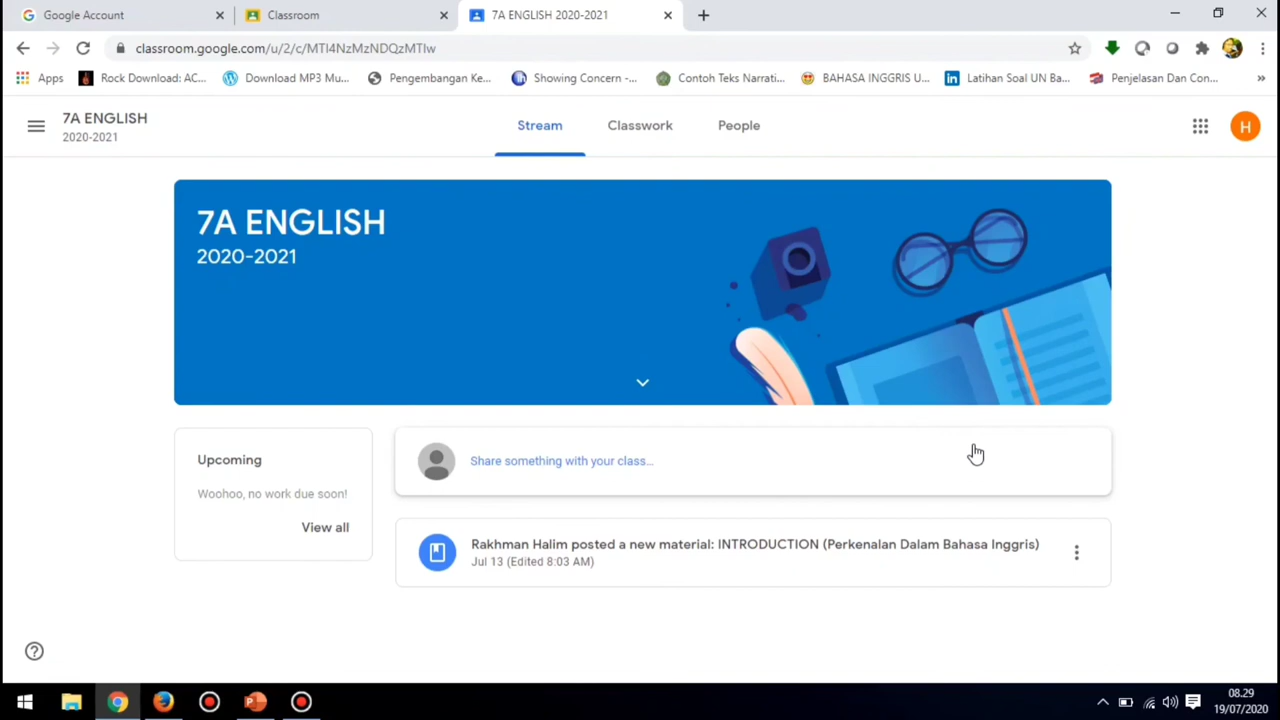 Google Account
Classroom
7A ENGLISH 2020-2021
classroom.google.com/u/2/c/MTI4NzMzNDQzMTIw
Apps
Rock Download: AC...
Download MP3 Mu...
Pengembangan Ke...
Showing Concern -...
Contoh Teks Narrati...
BAHASA INGGRIS U...
Latihan Soal UN Ba...
Penjelasan Dan Con...
7A ENGLISH
2020-2021
Stream
Classwork
People
H
7A ENGLISH
2020-2021
Upcoming
Woohoo, no work due soon!
View all
Share something with your class...
Rakhman Halim posted a new material: INTRODUCTION (Perkenalan Dalam Bahasa Inggris)
Jul 13 (Edited 8:03 AM)
08.29
19/07/2020